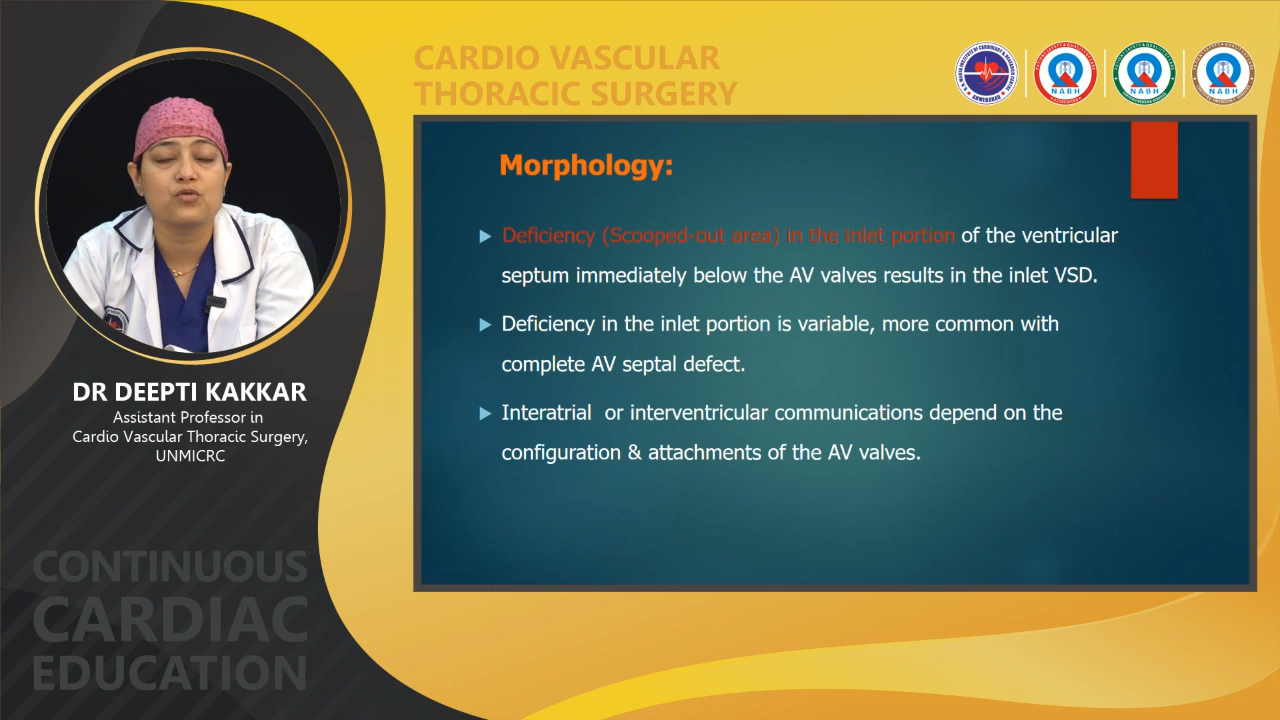 CARDIO VASCULAR
THORACIC SURGERY
NABH
NABH
NABH
Morphology:
Deficiency (Scooped-out area) in the inlet portion of the ventricular
septum immediately below the AV valves results in the inlet VSD.
Deficiency in the inlet portion is variable, more common with
complete AV septal defect.
Interatrial or interventricular communications depend on the
configuration & attachments of the AV valves.
DR DEEPTI KAKKAR
Assistant Professor in
Cardio Vascular Thoracic Surgery,
UNMICRC
CONTINUOUS
CARDIAC
EDUCATION